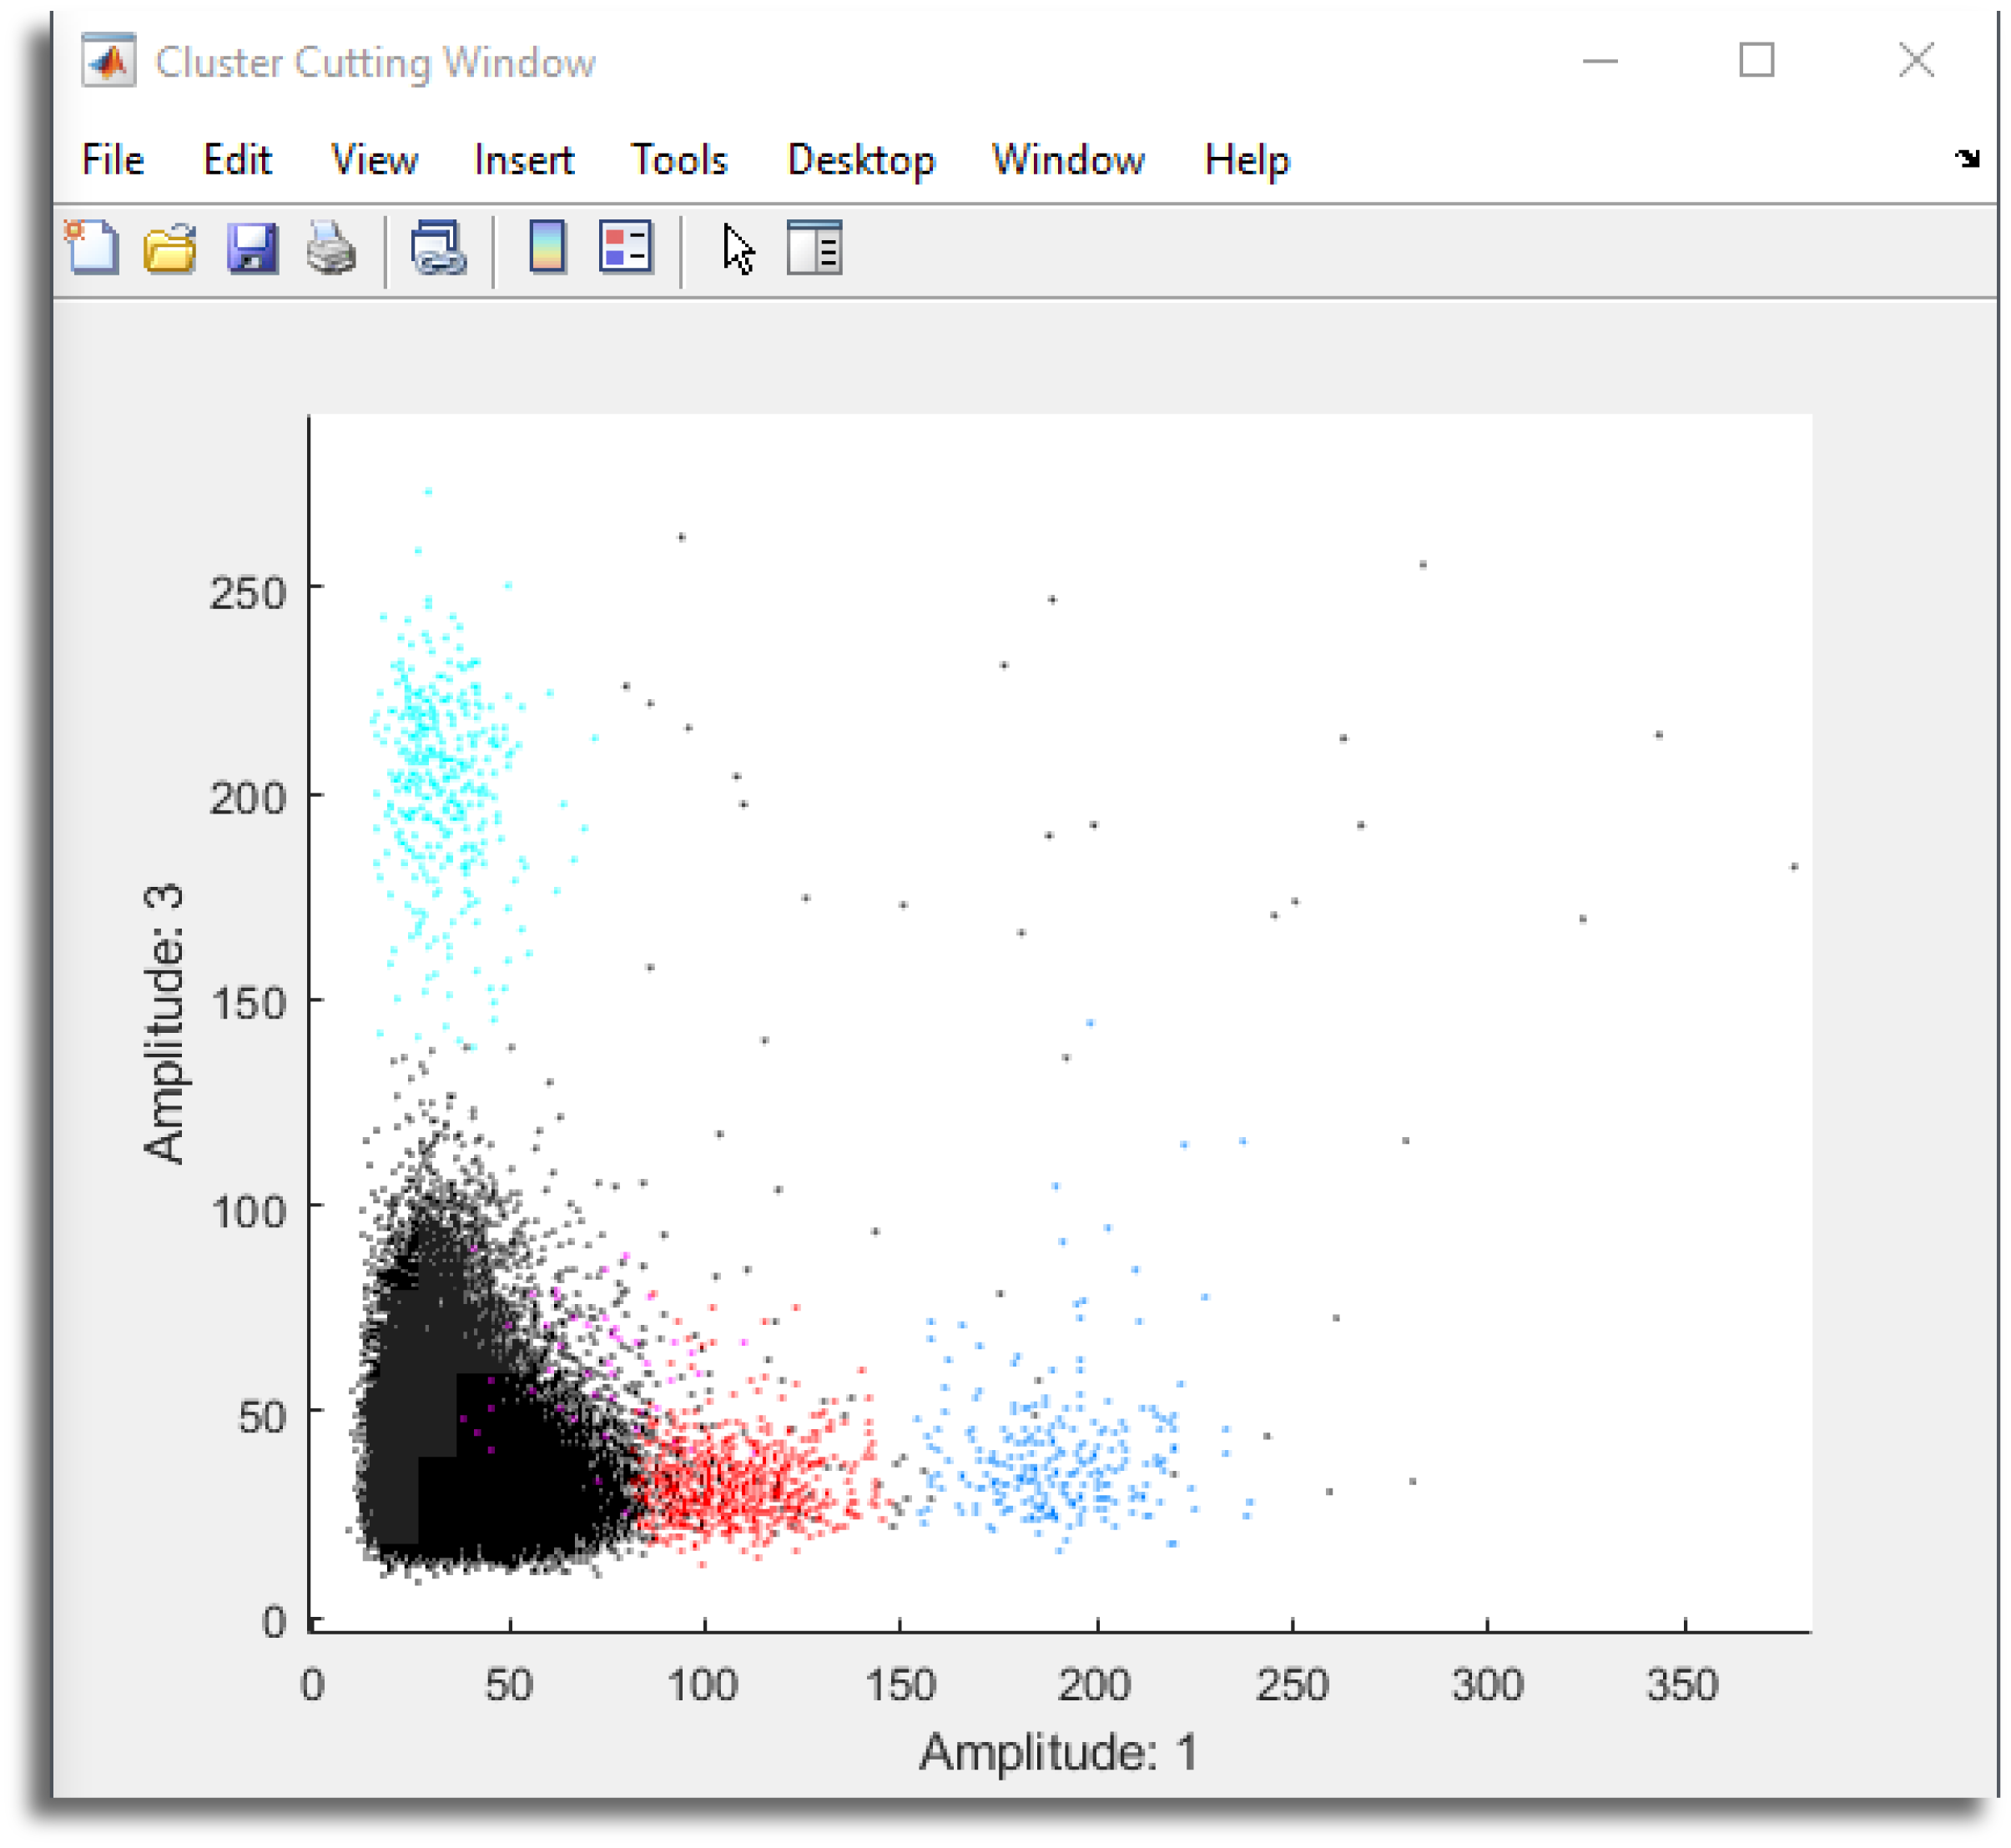 Cluster Cutting Window
File Edit View Insert Tools Desktop Window Help
250
200
150
100
50
0
Amplitude: 3
0 50 100 150 200 250 300 350
Amplitude: 1